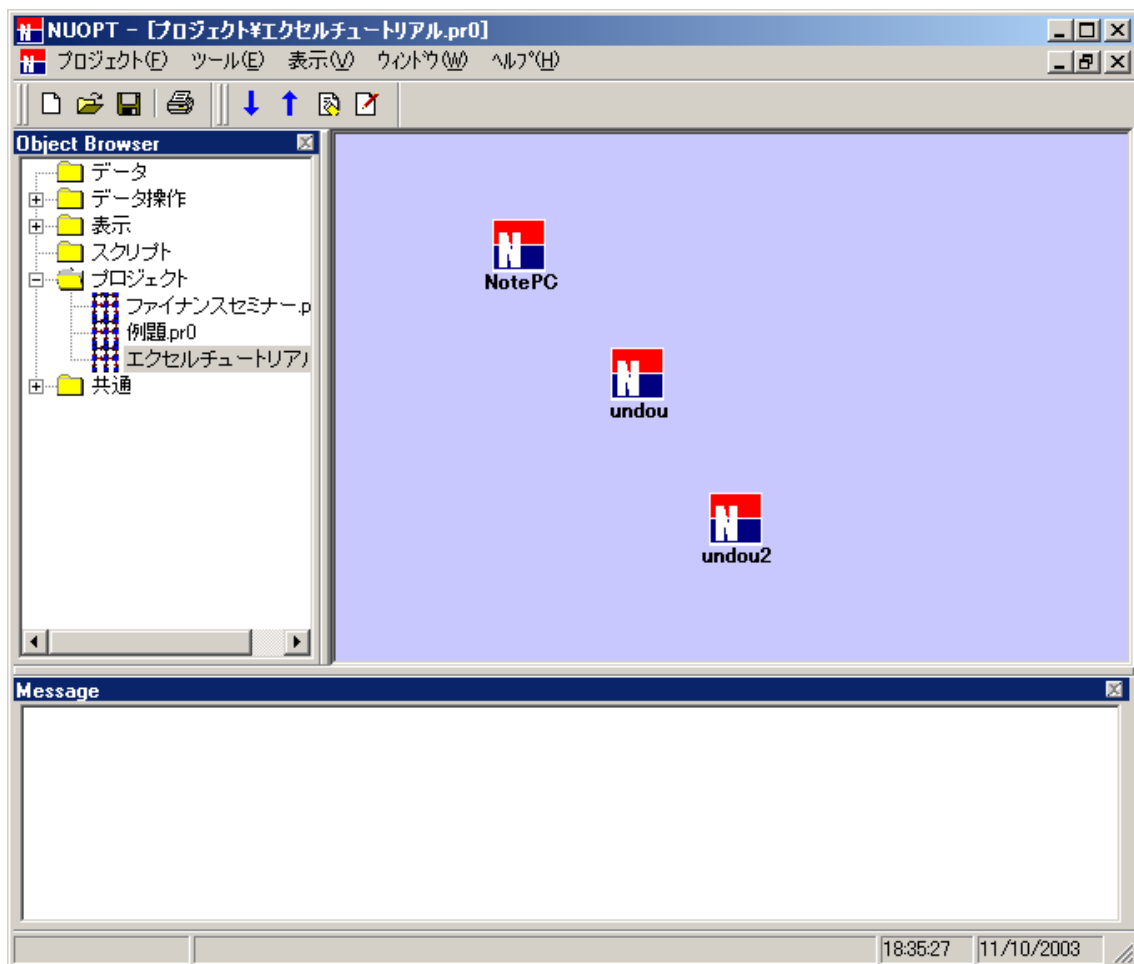 NUOPT - [プロジェクト¥エクセルチュートリアル.pr0]
プロジェクト(F) ツール(E) 表示(V) ウィンドウ(W) ヘルプ(H)
Object Browser
データ
データ操作
表示
スクリプト
プロジェクト
ファイナンスセミナー.p
例題.pr0
エクセルチュートリアル
共通
NotePC
undou
undou2
Message
18:35:27 11/10/2003